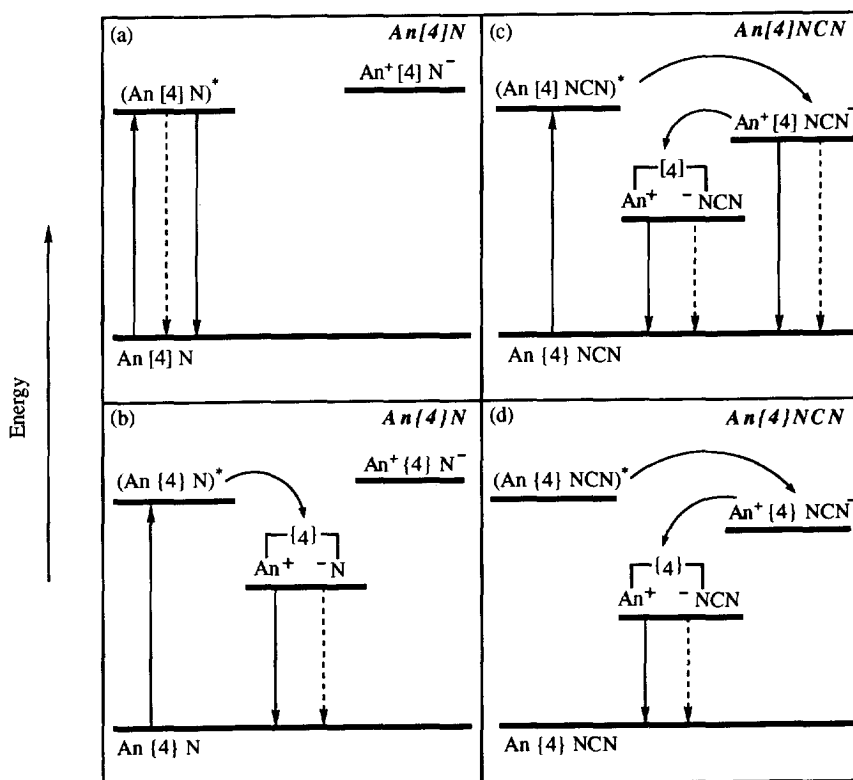 Energy
(a) An[4]N
An⁺ [4] N⁻
(An [4] N)*
An [4] N
(b) An{4}N
An⁺ {4} N⁻
(An {4} N)*
{4}
An⁺ ⁻N
An {4} N
(c) An[4]NCN
(An [4] NCN)*
An⁺ [4] NCN⁻
[4]
An⁺ ⁻NCN
An {4} NCN
(d) An{4}NCN
(An {4} NCN)*
An⁺ {4} NCN⁻
{4}
An⁺ ⁻NCN
An {4} NCN